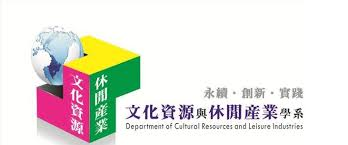 文化資源
休閒產業
永續・創新・實踐
文化資源與休閒產業學系
Department of Cultural Resources and Leisure Industries